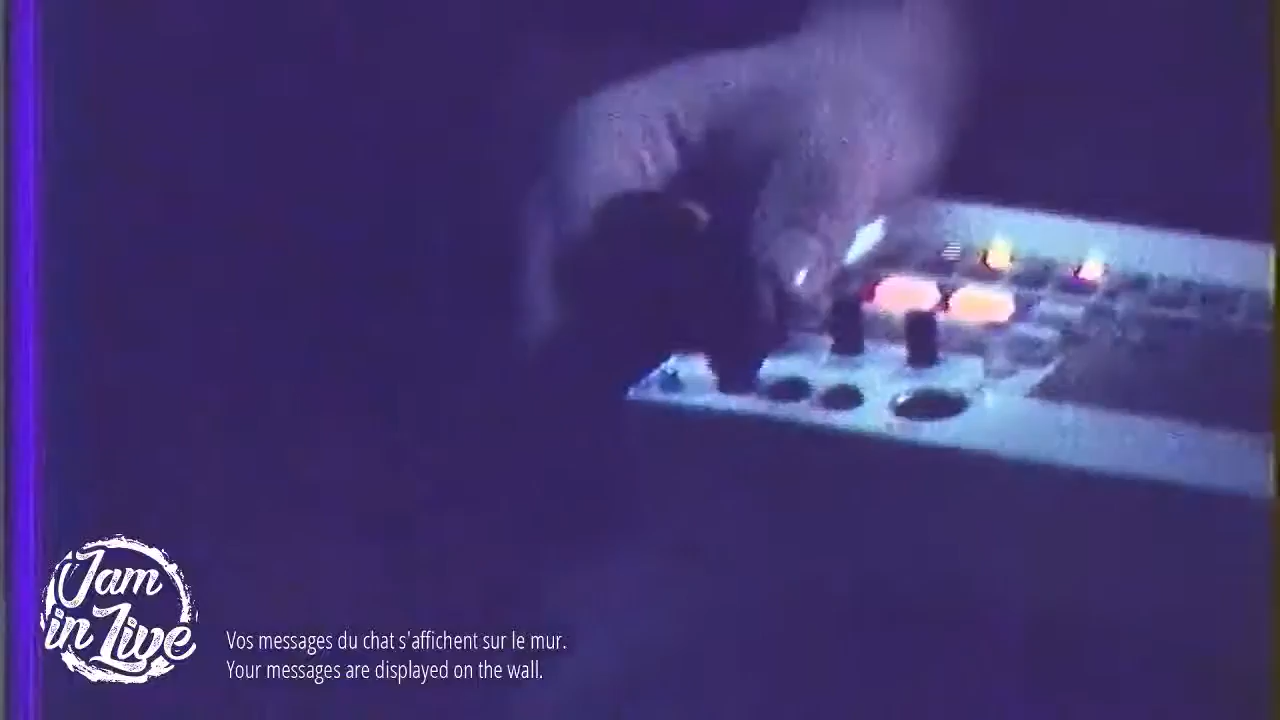 Jam
in Live
Vos messages du chat s'affichent sur le mur.
Your messages are displayed on the wall.